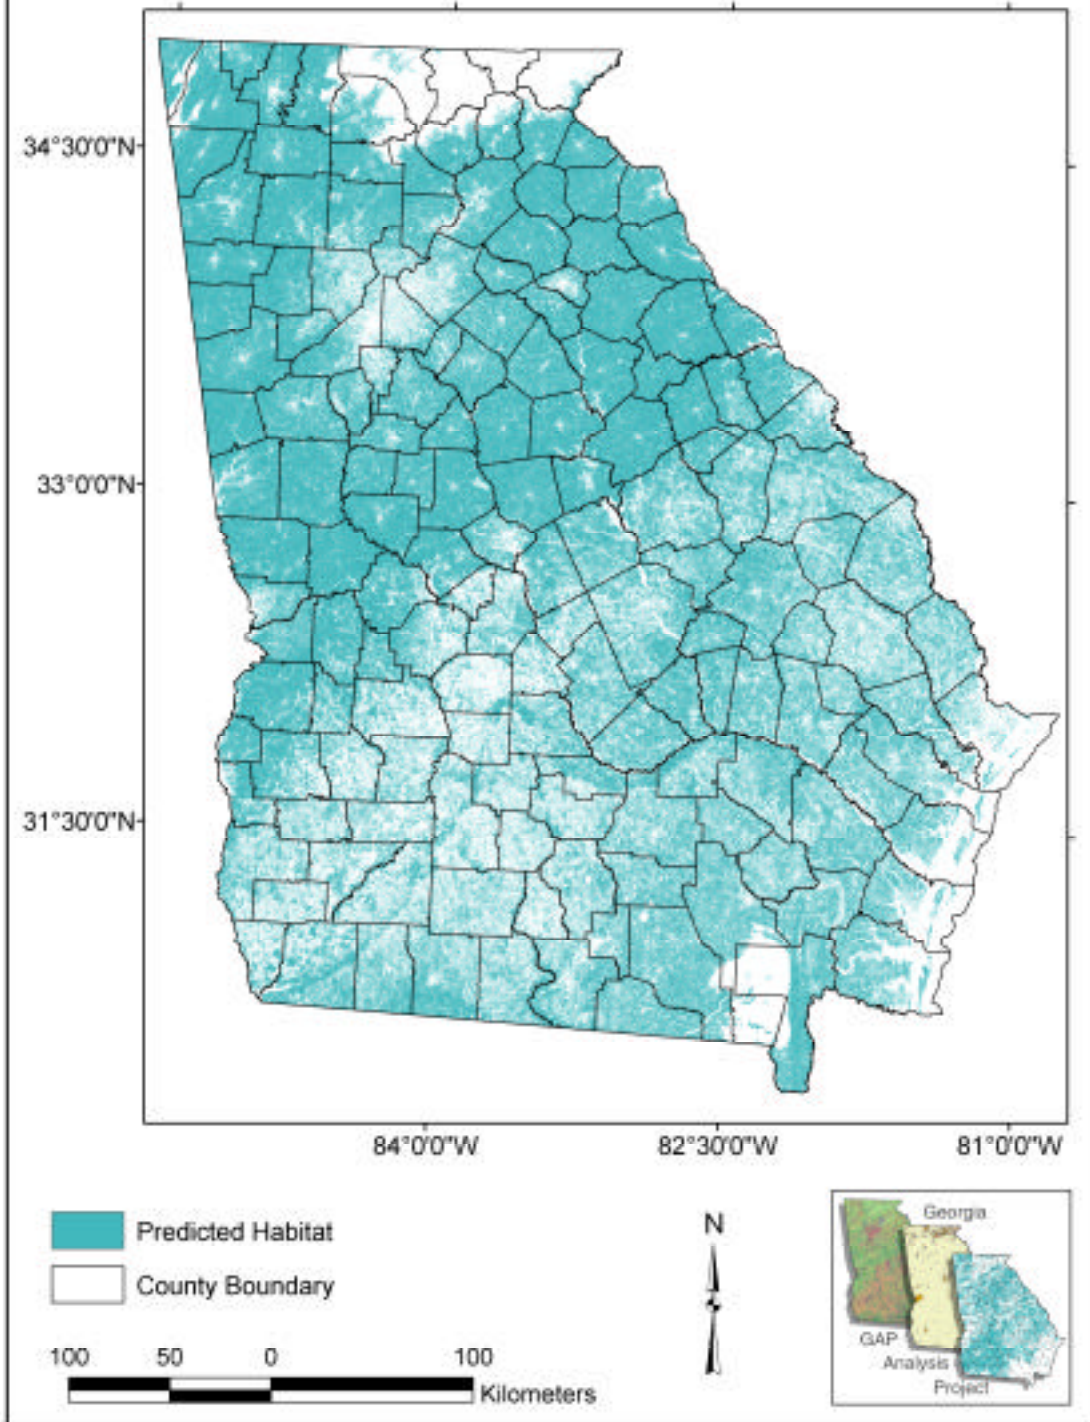 34°30'0"N
33°0'0"N
31°30'0"N
84°0'0"W 82°30'0"W 81°0'0"W
Predicted Habitat
County Boundary
N
100 50 0 100
Kilometers
Georgia
GAP
Analysis
Project